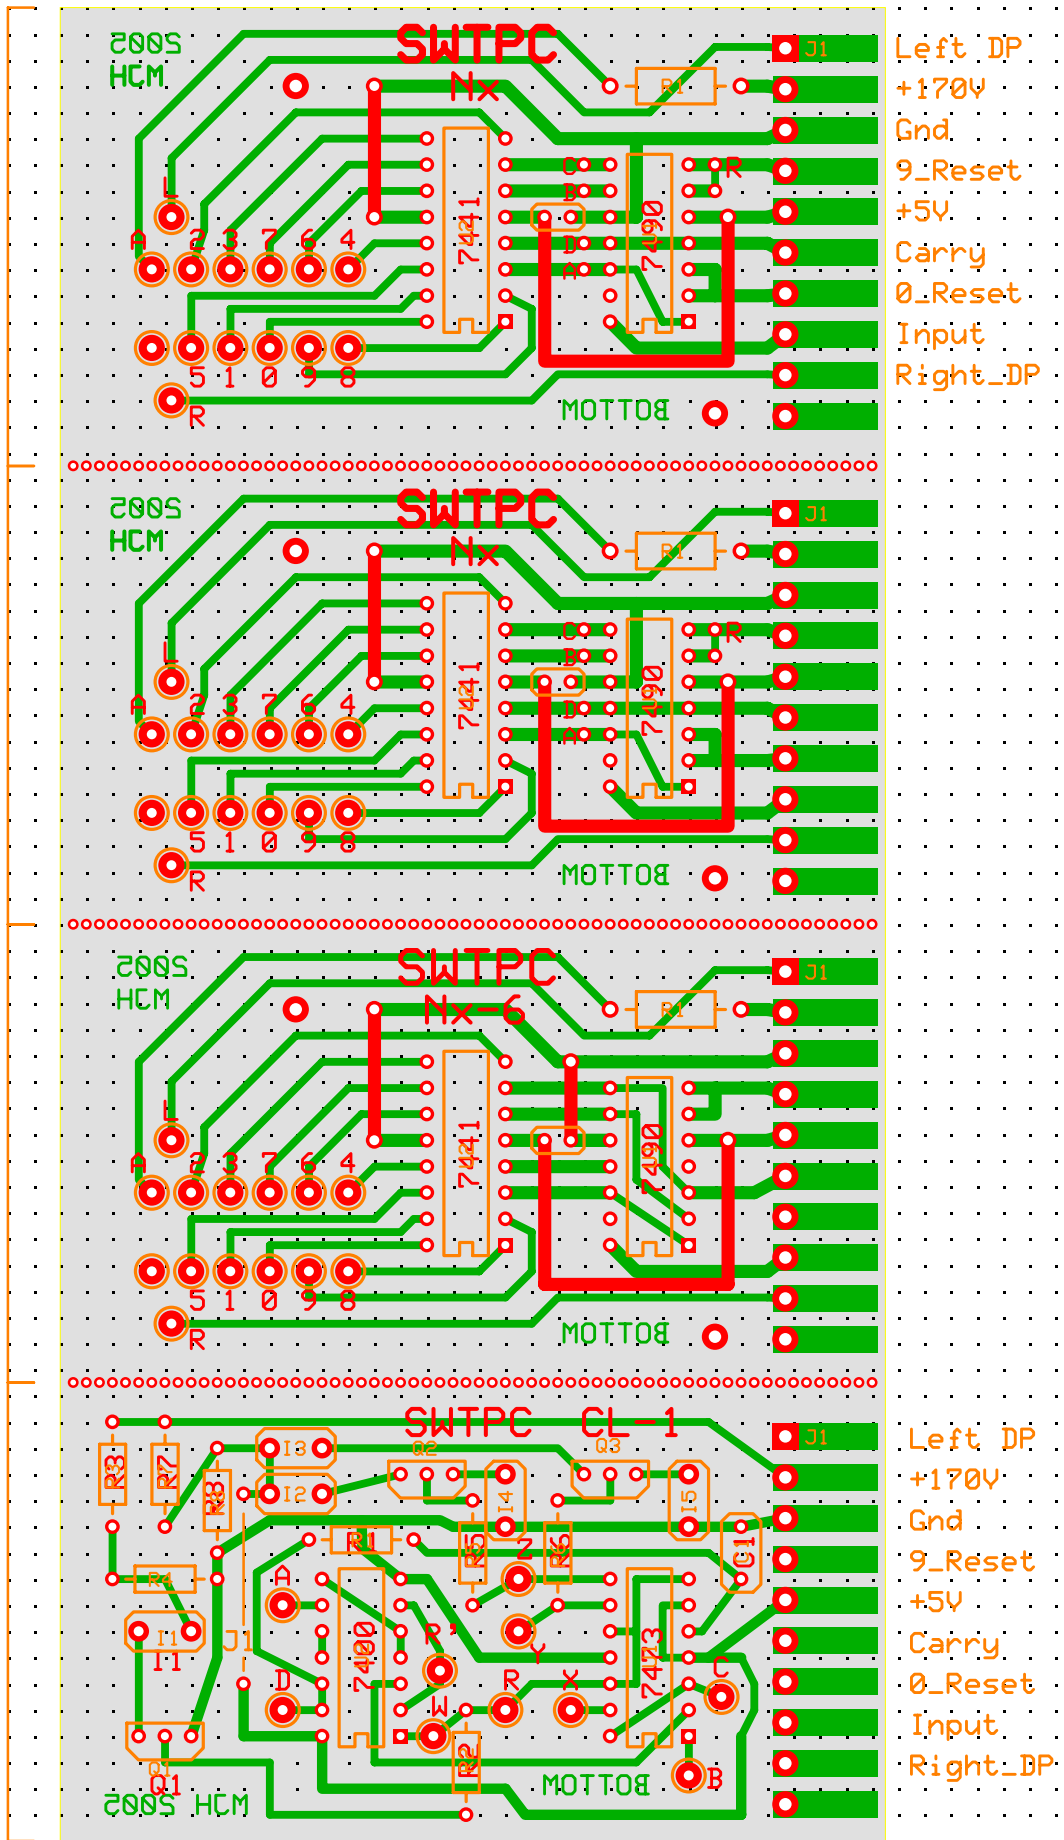 2005
HCM
SWTPC
Nx
R1
J1
Left DP
+170V
Gnd
9_Reset
+5V
Carry
0_Reset
Input
Right_DP
L
A 2 3 7 6 4
7441
C
B
D
A
7490
R
5 1 0 9 8
R
BOTTOM
2005
HCM
SWTPC
Nx
R1
J1
L
A 2 3 7 6 4
7441
C
B
D
A
7490
R
5 1 0 9 8
R
BOTTOM
2005
HCM
SWTPC
Nx-6
R1
J1
L
A 2 3 7 6 4
7441
7490
5 1 0 9 8
R
BOTTOM
SWTPC CL-1
J1
Left DP
+170V
Gnd
9_Reset
+5V
Carry
0_Reset
Input
Right_DP
R3 R7 R8
I3 Q2 Q3
I2 I4 I5
R1 R5 Z R6 C1
R4 A
I1 J1 7400 R' Y 7473
I1
D W R X C
Q1 R2 B
Q1
2005 HCM
BOTTOM